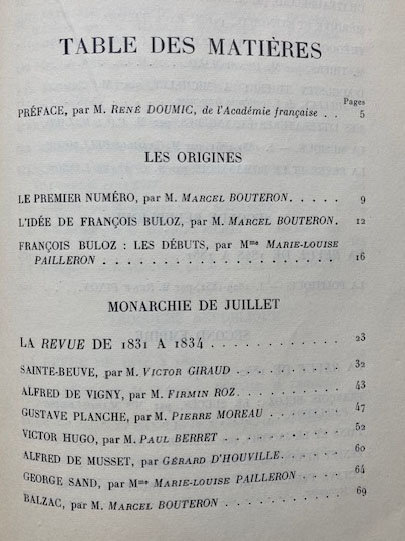 TABLE DES MATIÈRES
Pages
PRÉFACE, par M. RENÉ DOUMIC, de l'Académie française . . 5
LES ORIGINES
LE PREMIER NUMÉRO, par M. MARCEL BOUTERON. . . . . . 9
L'IDÉE DE FRANÇOIS BULOZ, par M. MARCEL BOUTERON. 12
FRANÇOIS BULOZ : LES DÉBUTS, par Mme MARIE-LOUISE
PAILLERON . . . . . . . . . . . . . . . . . . . . 16
MONARCHIE DE JUILLET
LA REVUE DE 1831 A 1834 . . . . . . . . . . . . . 23
SAINTE-BEUVE, par M. VICTOR GIRAUD . . . . . . . . . . 32
ALFRED DE VIGNY, par M. FIRMIN ROZ. . . . . . . . . . 43
GUSTAVE PLANCHE, par M. PIERRE MOREAU . . . . . . . . 47
VICTOR HUGO, par M. PAUL BERRET . . . . . . . . . . . 52
ALFRED DE MUSSET, par GÉRARD D'HOUVILLE. . . . . . . 60
GEORGE SAND, par Mme MARIE-LOUISE PAILLERON . . . . . 64
BALZAC, par M. MARCEL BOUTERON . . . . . . . . . . . 69